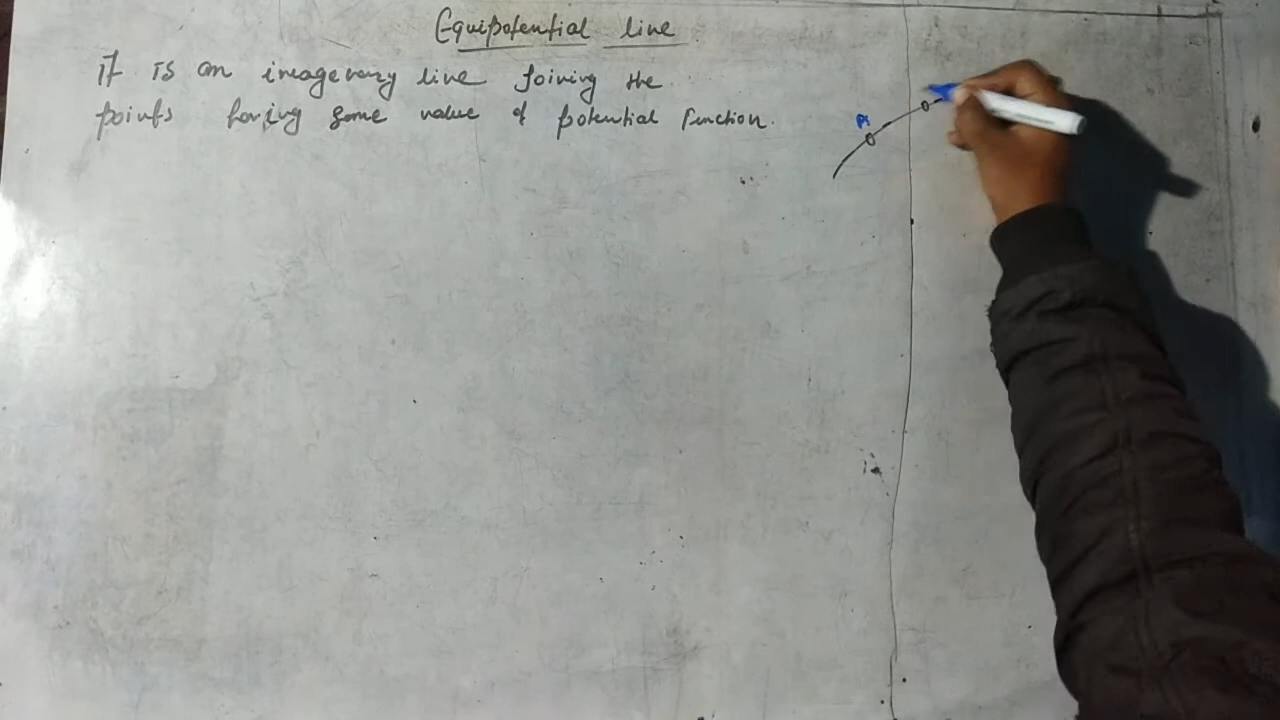 Equipotential line
it is an imagenary line Joining the
points having same value of potential function.
A